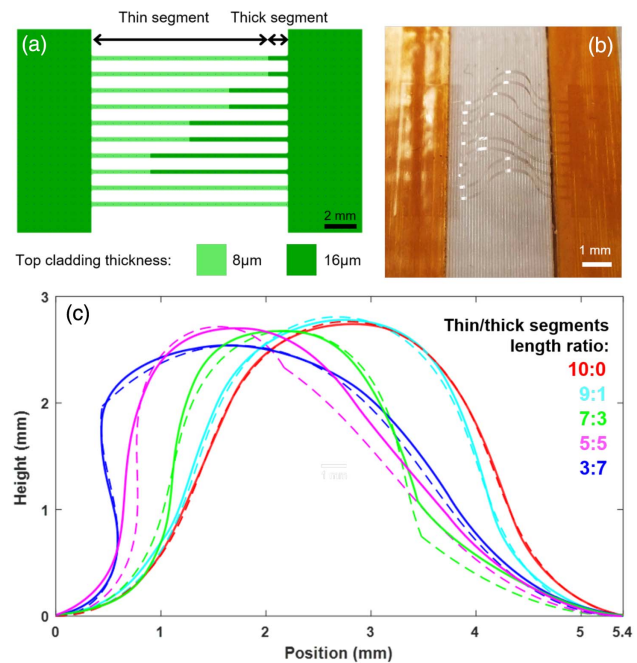 Thin segment Thick segment
(a)
2 mm
Top cladding thickness: 8μm 16μm
(b)
1 mm
(c)
Thin/thick segments
length ratio:
10:0
9:1
7:3
5:5
3:7
Height (mm)
3
2
1
0
0 1 2 3 4 5 5.4
Position (mm)
1 mm